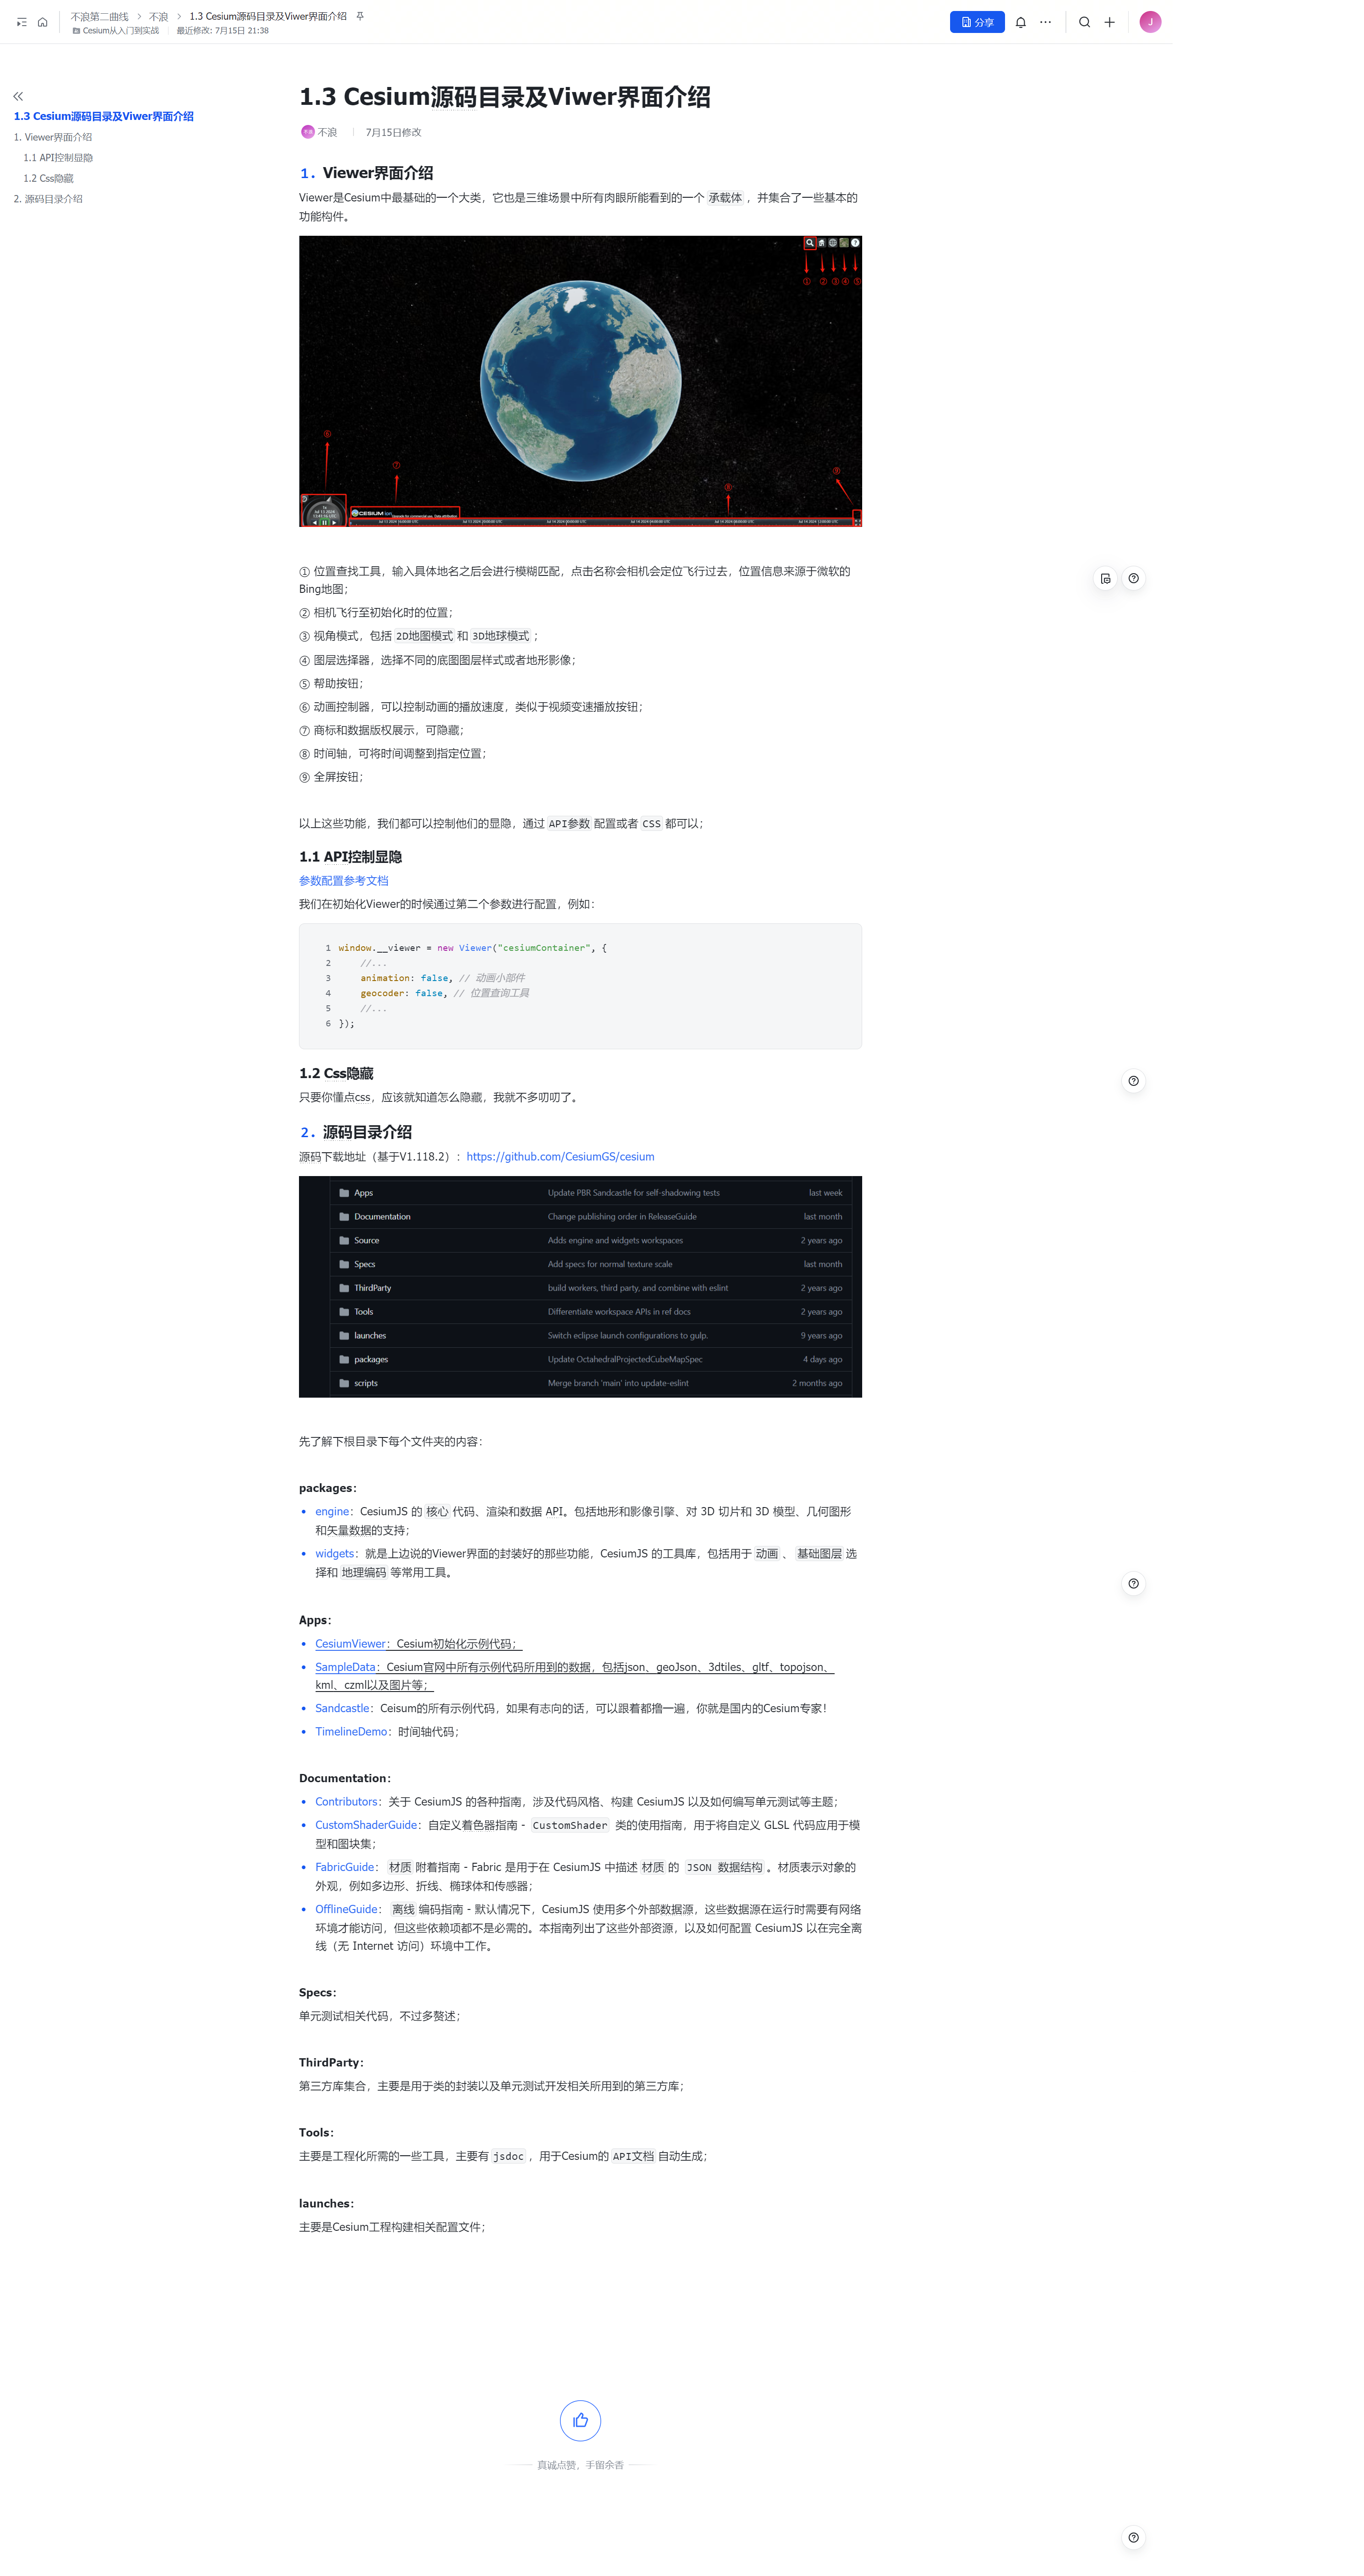 不浪第二曲线 > 不浪 > 1.3 Cesium源码目录及Viwer界面介绍
Cesium从入门到实战 最近修改: 7月15日 21:38
分享
J
1.3 Cesium源码目录及Viwer界面介绍
1. Viewer界面介绍
1.1 API控制显隐
1.2 Css隐藏
2. 源码目录介绍
1.3 Cesium源码目录及Viwer界面介绍
不浪 7月15日修改
1. Viewer界面介绍
Viewer是Cesium中最基础的一个大类，它也是三维场景中所有肉眼所能看到的一个 承载体 ，并集合了一些基本的
功能构件。
① ② ③ ④ ⑤
⑥
⑦
⑧
⑨
CESIUM ion
① 位置查找工具，输入具体地名之后会进行模糊匹配，点击名称会相机会定位飞行过去，位置信息来源于微软的
Bing地图；
② 相机飞行至初始化时的位置；
③ 视角模式，包括 2D地图模式 和 3D地球模式 ；
④ 图层选择器，选择不同的底图图层样式或者地形影像；
⑤ 帮助按钮；
⑥ 动画控制器，可以控制动画的播放速度，类似于视频变速播放按钮；
⑦ 商标和数据版权展示，可隐藏；
⑧ 时间轴，可将时间调整到指定位置；
⑨ 全屏按钮；
以上这些功能，我们都可以控制他们的显隐，通过 API参数 配置或者 CSS 都可以；
1.1 API控制显隐
参数配置参考文档
我们在初始化Viewer的时候通过第二个参数进行配置，例如：
1 window.__viewer = new Viewer("cesiumContainer", {
2 //...
3 animation: false, // 动画小部件
4 geocoder: false, // 位置查询工具
5 //...
6 });
1.2 Css隐藏
只要你懂点css，应该就知道怎么隐藏，我就不多叨叨了。
2. 源码目录介绍
源码下载地址（基于V1.118.2）：https://github.com/CesiumGS/cesium
Apps Update PBR Sandcastle for self-shadowing tests last week
Documentation Change publishing order in ReleaseGuide last month
Source Adds engine and widgets workspaces 2 years ago
Specs Add specs for normal texture scale last month
ThirdParty build workers, third party, and combine with eslint 2 years ago
Tools Differentiate workspace APIs in ref docs 2 years ago
launches Switch eclipse launch configurations to gulp. 9 years ago
packages Update OctahedralProjectedCubeMapSpec 4 days ago
scripts Merge branch 'main' into update-eslint 2 months ago
先了解下根目录下每个文件夹的内容：
packages：
• engine：CesiumJS 的 核心 代码、渲染和数据 API。包括地形和影像引擎、对 3D 切片和 3D 模型、几何图形
和矢量数据的支持；
• widgets：就是上边说的Viewer界面的封装好的那些功能，CesiumJS 的工具库，包括用于 动画 、 基础图层 选
择和 地理编码 等常用工具。
Apps：
• CesiumViewer：Cesium初始化示例代码；
• SampleData：Cesium官网中所有示例代码所用到的数据，包括json、geoJson、3dtiles、gltf、topojson、
kml、czml以及图片等；
• Sandcastle：Ceisum的所有示例代码，如果有志向的话，可以跟着都撸一遍，你就是国内的Cesium专家！
• TimelineDemo：时间轴代码；
Documentation：
• Contributors：关于 CesiumJS 的各种指南，涉及代码风格、构建 CesiumJS 以及如何编写单元测试等主题；
• CustomShaderGuide：自定义着色器指南 - CustomShader 类的使用指南，用于将自定义 GLSL 代码应用于模
型和图块集；
• FabricGuide： 材质 附着指南 - Fabric 是用于在 CesiumJS 中描述 材质 的 JSON 数据结构 。材质表示对象的
外观，例如多边形、折线、椭球体和传感器；
• OfflineGuide： 离线 编码指南 - 默认情况下，CesiumJS 使用多个外部数据源，这些数据源在运行时需要有网络
环境才能访问，但这些依赖项都不是必需的。本指南列出了这些外部资源，以及如何配置 CesiumJS 以在完全离
线（无 Internet 访问）环境中工作。
Specs：
单元测试相关代码，不过多赘述；
ThirdParty：
第三方库集合，主要是用于类的封装以及单元测试开发相关所用到的第三方库；
Tools：
主要是工程化所需的一些工具，主要有 jsdoc ，用于Cesium的 API文档 自动生成；
launches：
主要是Cesium工程构建相关配置文件；
真诚点赞，手留余香